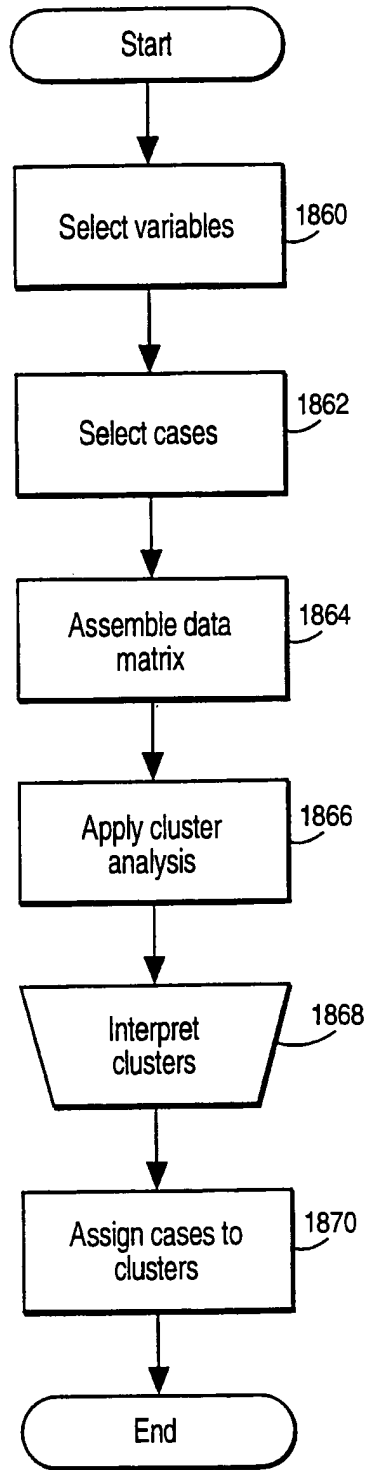 Start
Select variables
1860
Select cases
1862
Assemble data
matrix
1864
Apply cluster
analysis
1866
Interpret
clusters
1868
Assign cases to
clusters
1870
End